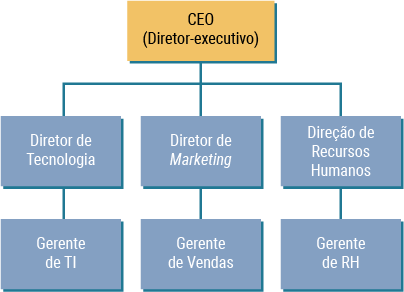 CEO
(Diretor-executivo)
Diretor de
Tecnologia
Diretor de
Marketing
Direção de
Recursos
Humanos
Gerente
de TI
Gerente
de Vendas
Gerente
de RH